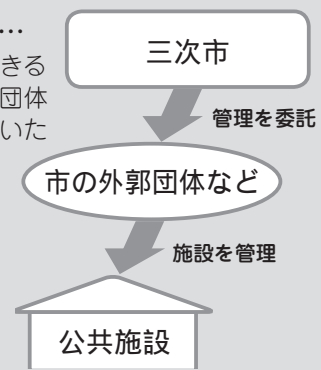 …
きる
団体
いた
三次市
管理を委託
市の外郭団体など
施設を管理
公共施設